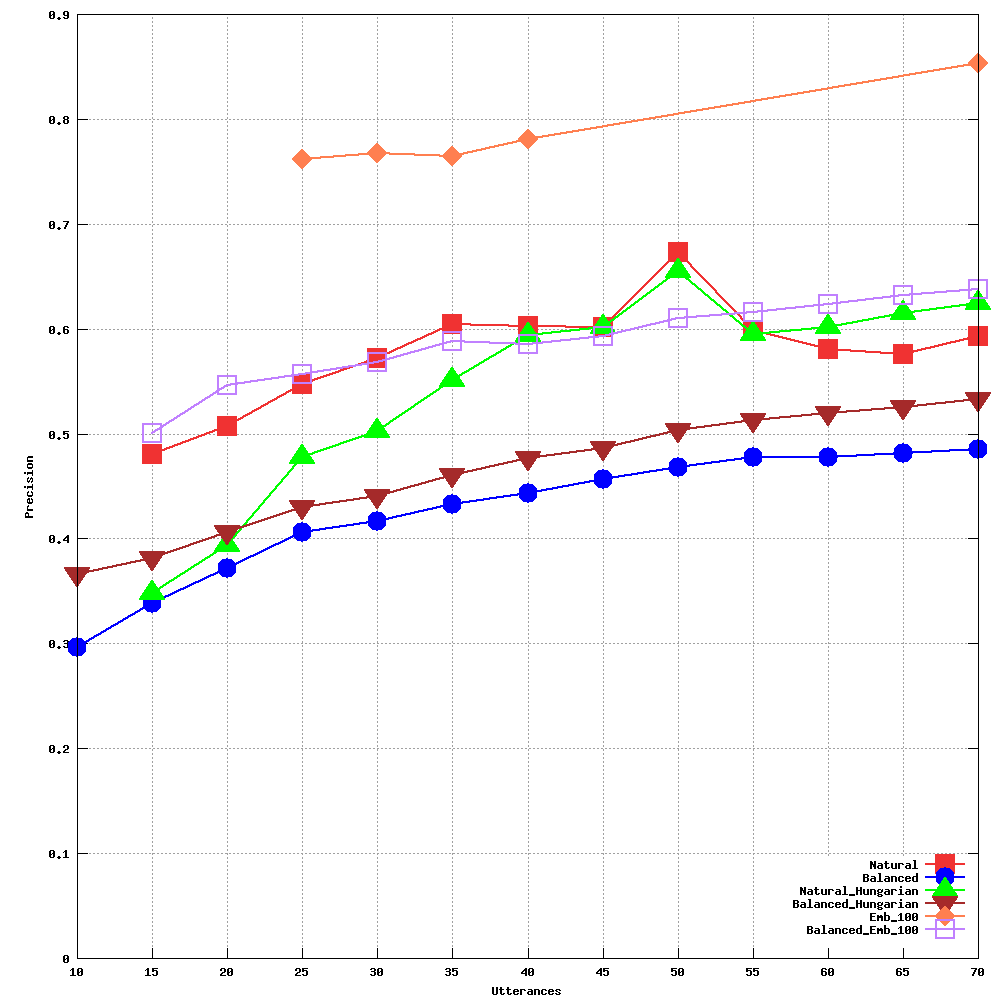 0.9
0.8
0.7
0.6
0.5
0.4
0.3
0.2
0.1
0
Precision
Natural
Balanced
Natural_Hungarian
Balanced_Hungarian
Emb_100
Balanced_Emb_100
10 15 20 25 30 35 40 45 50 55 60 65 70
Utterances